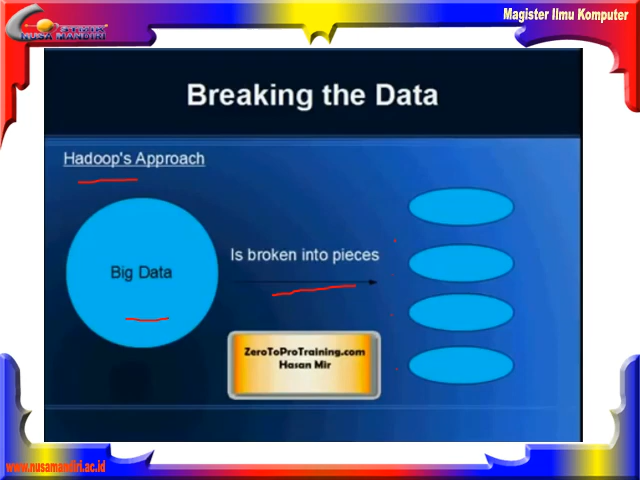 STMIK
NUSA MANDIRI
Magister Ilmu Komputer
Breaking the Data
Hadoop's Approach
Big Data
Is broken into pieces
ZeroToProTraining.com
Hasan Mir
www.nusamandiri.ac.id